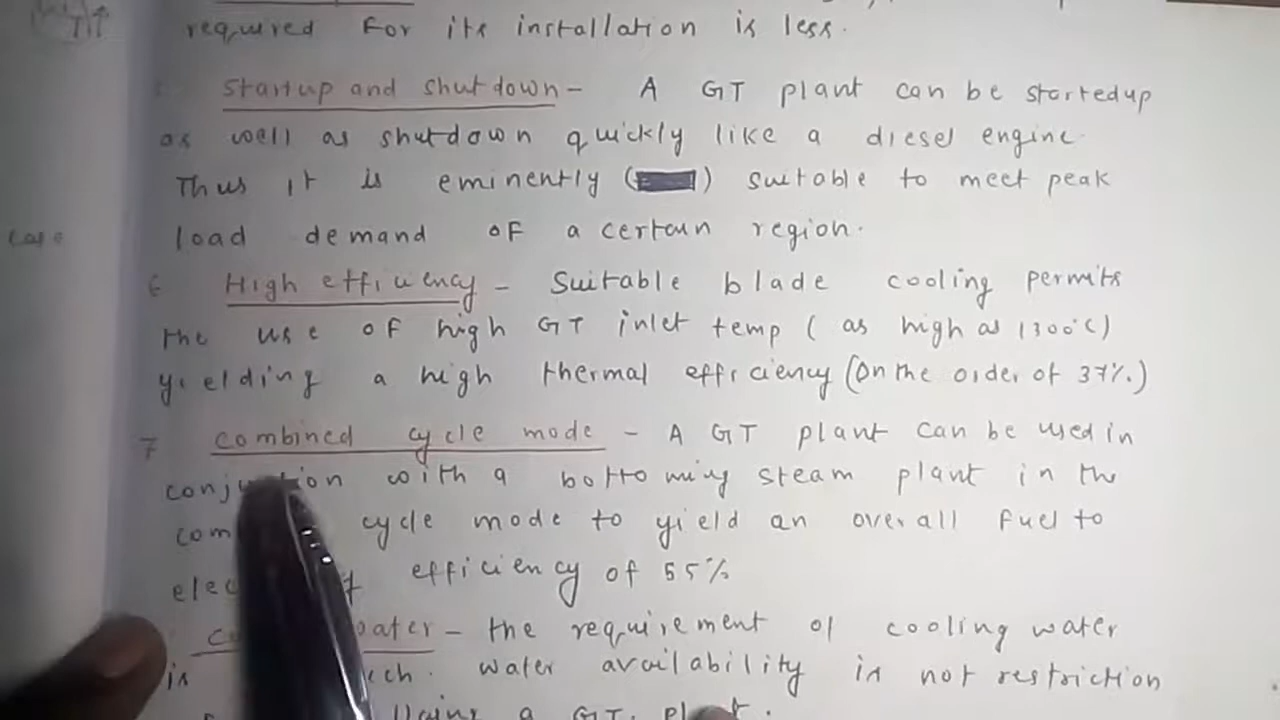 required for its installation is less.
startup and shutdown - A GT plant can be startedup
as well as shutdown quickly like a diesel engine
Thus it is eminently ( ) suitable to meet peak
load demand of a certain region.
6 High efficiency - Suitable blade cooling permits
the use of high GT inlet temp ( as high as 1300°C)
yielding a high thermal efficiency (On the order of 37%.)
7 combined cycle mode - A GT plant can be used in
with a bottoming steam plant in the
cycle mode to yield an overall fuel to
efficiency of 55%
water - the requirement of cooling water
is water availability is not restriction
Using a GT. plant.